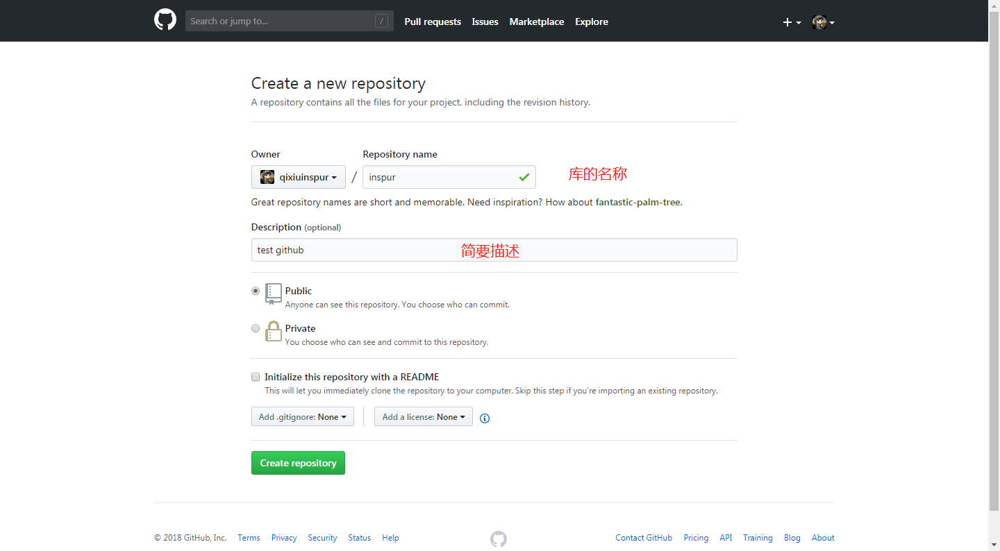 Search or jump to... / Pull requests Issues Marketplace Explore
Create a new repository
A repository contains all the files for your project, including the revision history.
Owner Repository name
qixiuinspur / inspur 库的名称
Great repository names are short and memorable. Need inspiration? How about fantastic-palm-tree.
Description (optional)
test github 简要描述
Public
Anyone can see this repository. You choose who can commit.
Private
You choose who can see and commit to this repository.
Initialize this repository with a README
This will let you immediately clone the repository to your computer. Skip this step if you're importing an existing repository.
Add .gitignore: None Add a license: None
Create repository
© 2018 GitHub, Inc. Terms Privacy Security Status Help Contact GitHub Pricing API Training Blog About